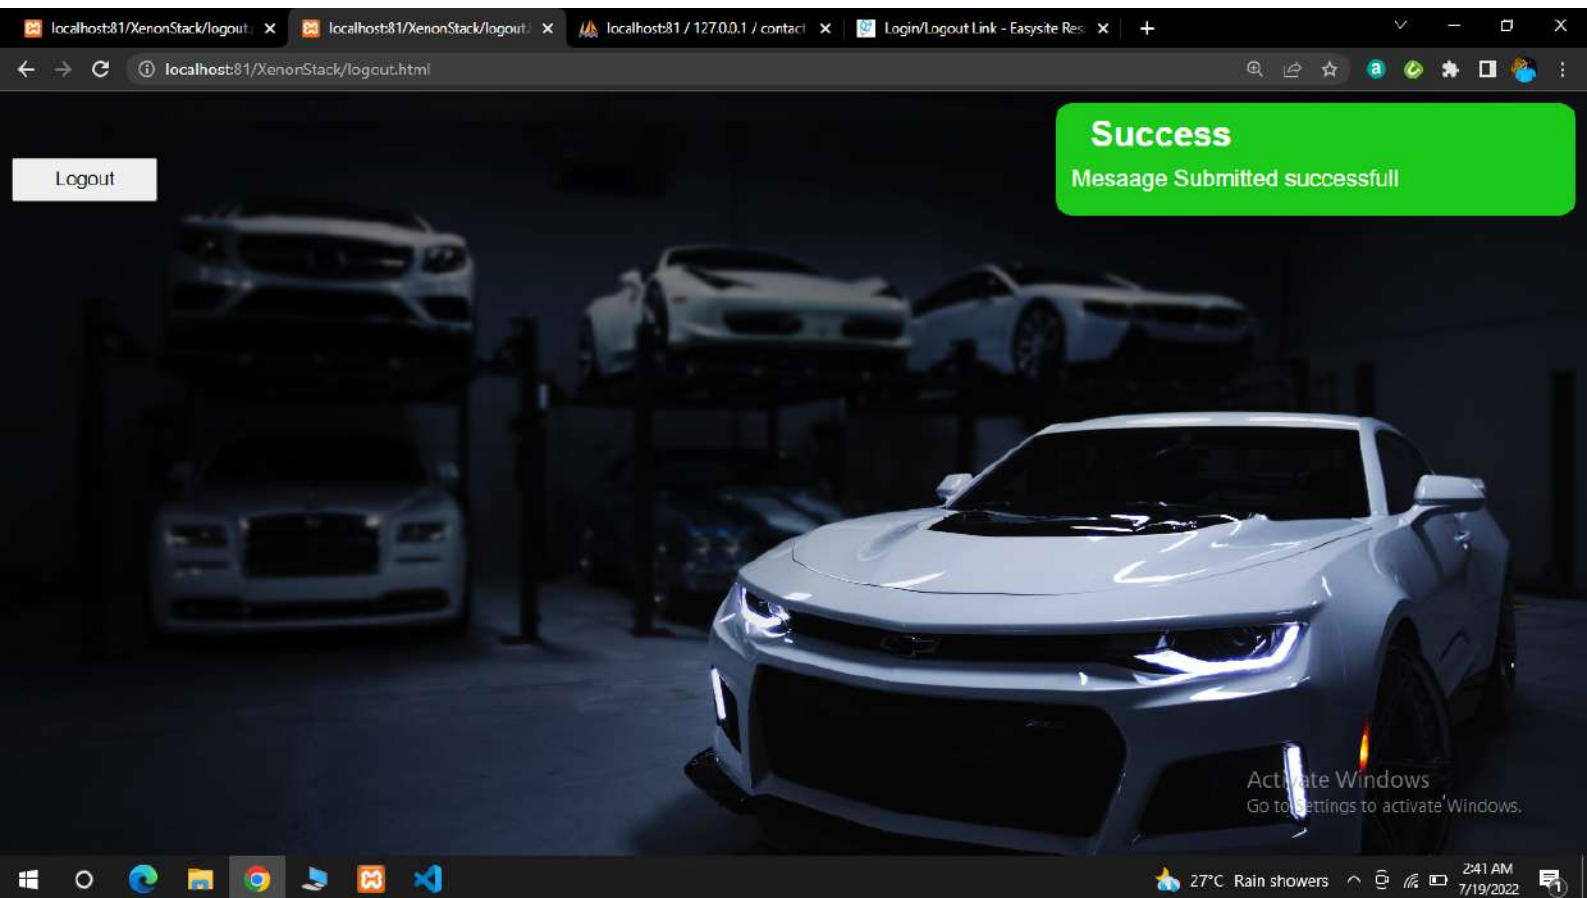 localhost:81/XenonStack/logout.
localhost:81/XenonStack/logout.
localhost:81 / 127.0.0.1 / contact
Login/Logout Link - Easysite Res
localhost:81/XenonStack/logout.html
Success
Logout
Mesaage Submitted successfull
Activate Windows
Go to Settings to activate Windows.
27°C Rain showers
2:41 AM
7/19/2022
1